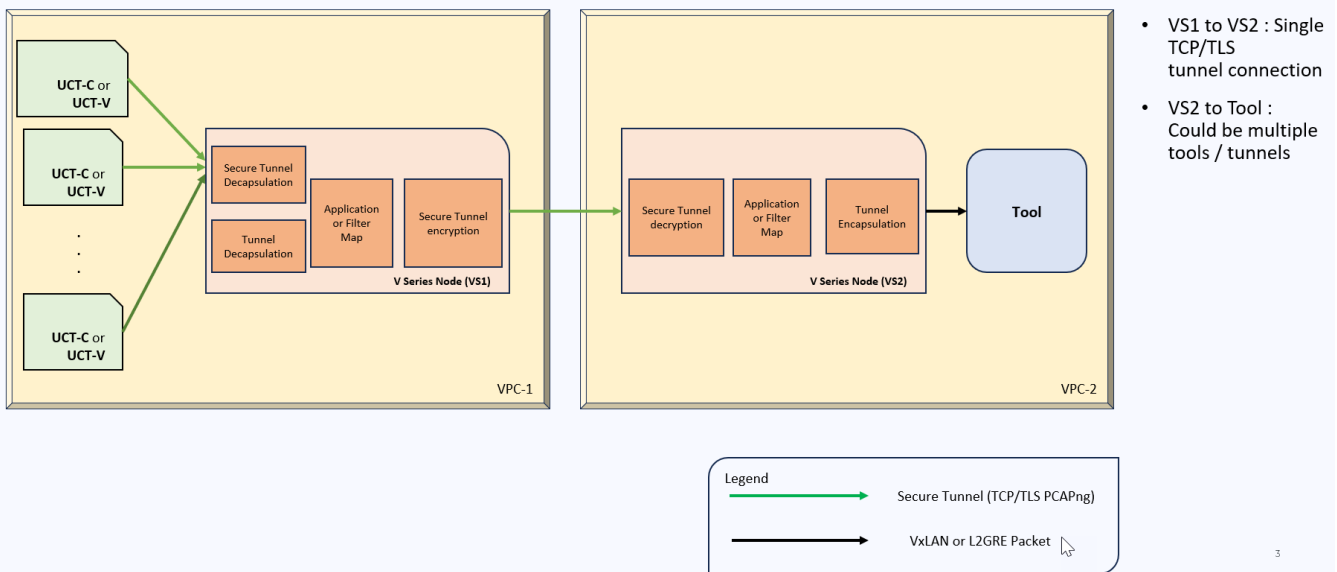 UCT-C or
UCT-V
UCT-C or
UCT-V
.
.
.
UCT-C or
UCT-V
Secure Tunnel
Decapsulation
Tunnel
Decapsulation
Application
or Filter
Map
Secure Tunnel
encryption
V Series Node (VS1)
VPC-1
Secure Tunnel
decryption
Application
or Filter
Map
Tunnel
Encapsulation
V Series Node (VS2)
Tool
VPC-2
• VS1 to VS2 : Single
TCP/TLS
tunnel connection
• VS2 to Tool :
Could be multiple
tools / tunnels
Legend
Secure Tunnel (TCP/TLS PCAPng)
VxLAN or L2GRE Packet
3